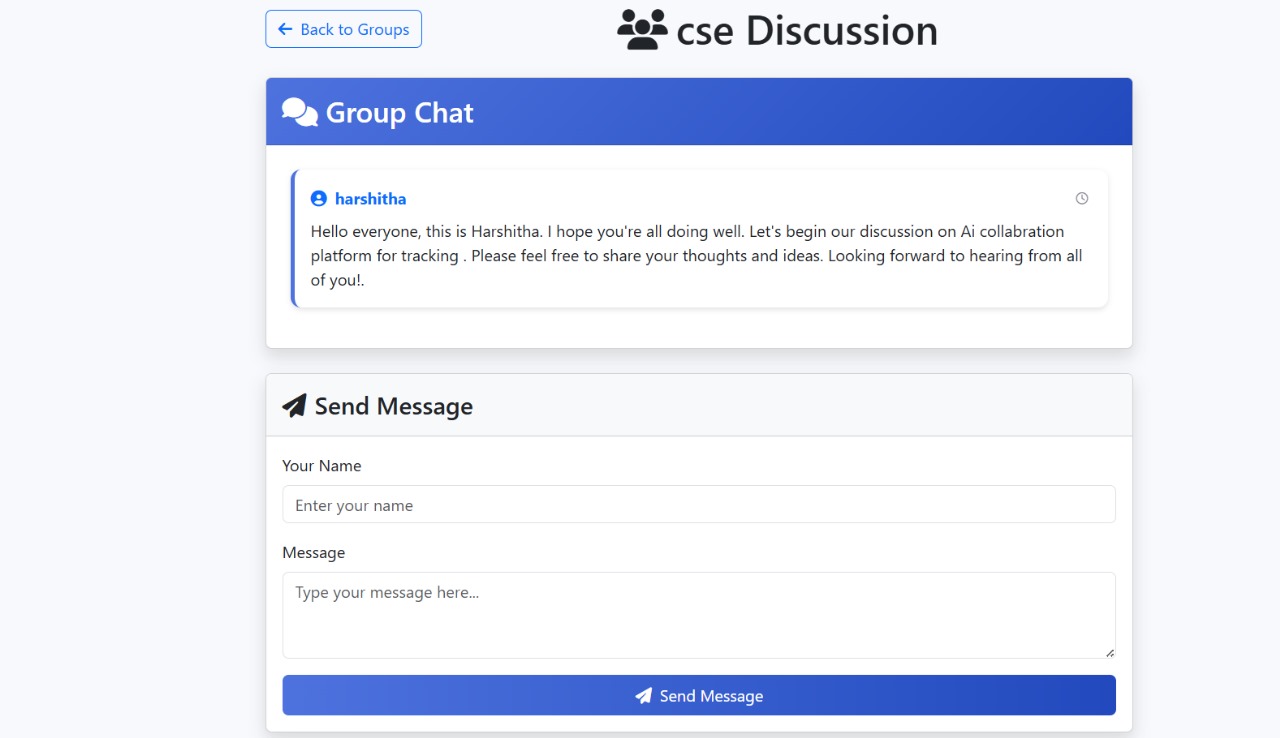 Back to Groups
cse Discussion
Group Chat
harshitha
Hello everyone, this is Harshitha. I hope you're all doing well. Let's begin our discussion on Ai collabration
platform for tracking . Please feel free to share your thoughts and ideas. Looking forward to hearing from all
of you!.
Send Message
Your Name
Enter your name
Message
Type your message here...
Send Message